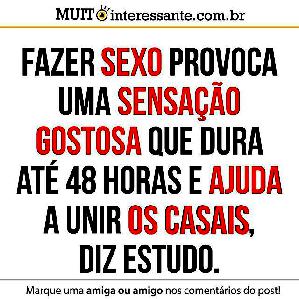 MUITOinteressante.com.br
FAZER SEXO PROVOCA
UMA SENSAÇÃO
GOSTOSA QUE DURA
ATÉ 48 HORAS E AJUDA
A UNIR OS CASAIS,
DIZ ESTUDO.
Marque uma amiga ou amigo nos comentários do post!